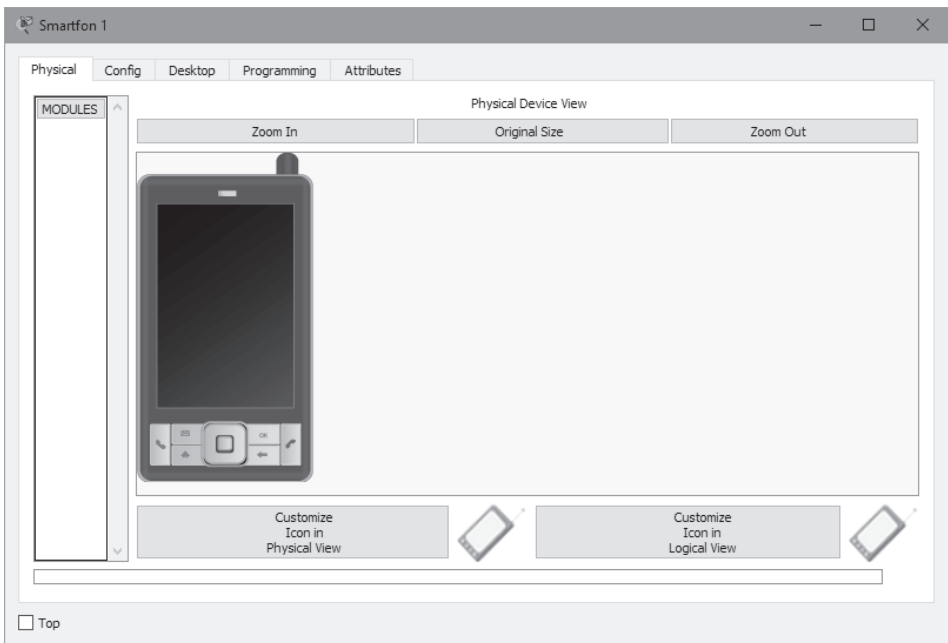 Smartfon 1
Physical Config Desktop Programming Attributes
MODULES
Physical Device View
Zoom In Original Size Zoom Out
OK
Customize
Icon in
Physical View
Customize
Icon in
Logical View
Top